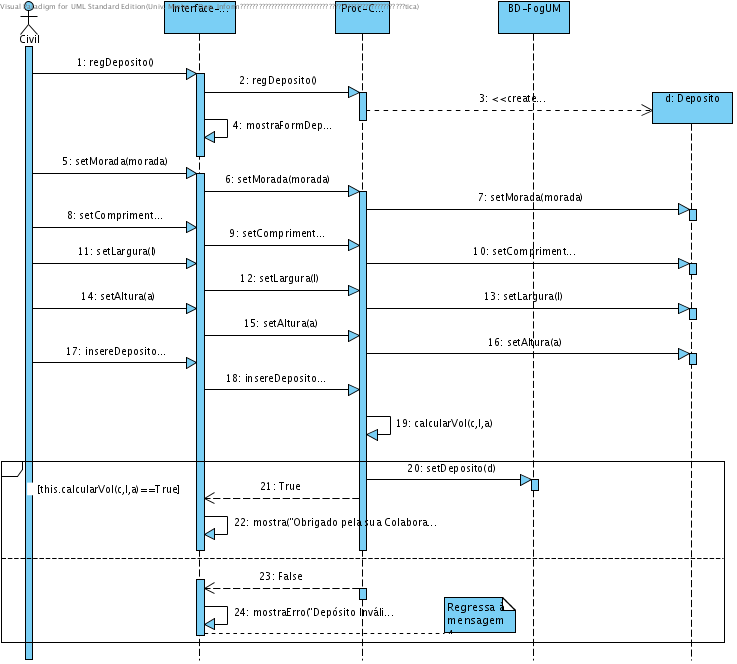 Visual Paradigm for UML Standard Edition(Univ
Interface-...
Proc-C...
BD-FogUM
Civil
1: regDeposito()
2: regDeposito()
3: <<create...
d: Deposito
4: mostraFormDep...
5: setMorada(morada)
6: setMorada(morada)
7: setMorada(morada)
8: setCompriment...
9: setCompriment...
10: setCompriment...
11: setLargura(l)
12: setLargura(l)
13: setLargura(l)
14: setAltura(a)
15: setAltura(a)
16: setAltura(a)
17: insereDeposito...
18: insereDeposito...
19: calcularVol(c,l,a)
20: setDeposito(d)
[this.calcularVol(c,l,a)==True]
21: True
22: mostra("Obrigado pela sua Colabora...
23: False
24: mostraErro("Depósito Inváli...
Regressa à
mensagem